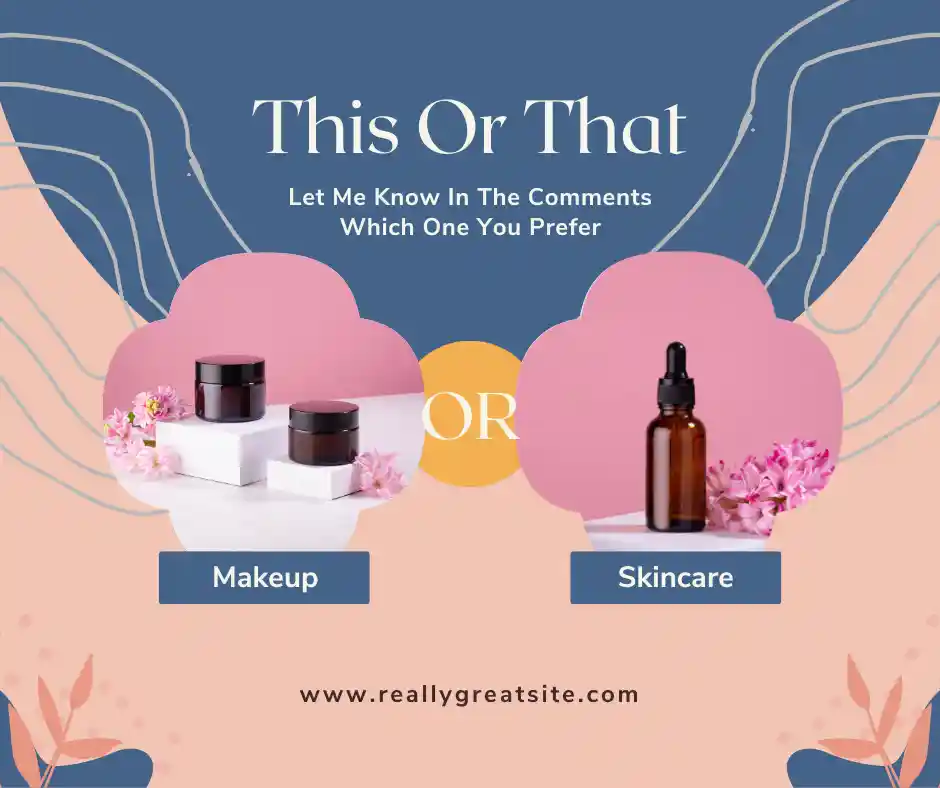 This Or That
Let Me Know In The Comments
Which One You Prefer
OR
Makeup
Skincare
www.reallygreatsite.com